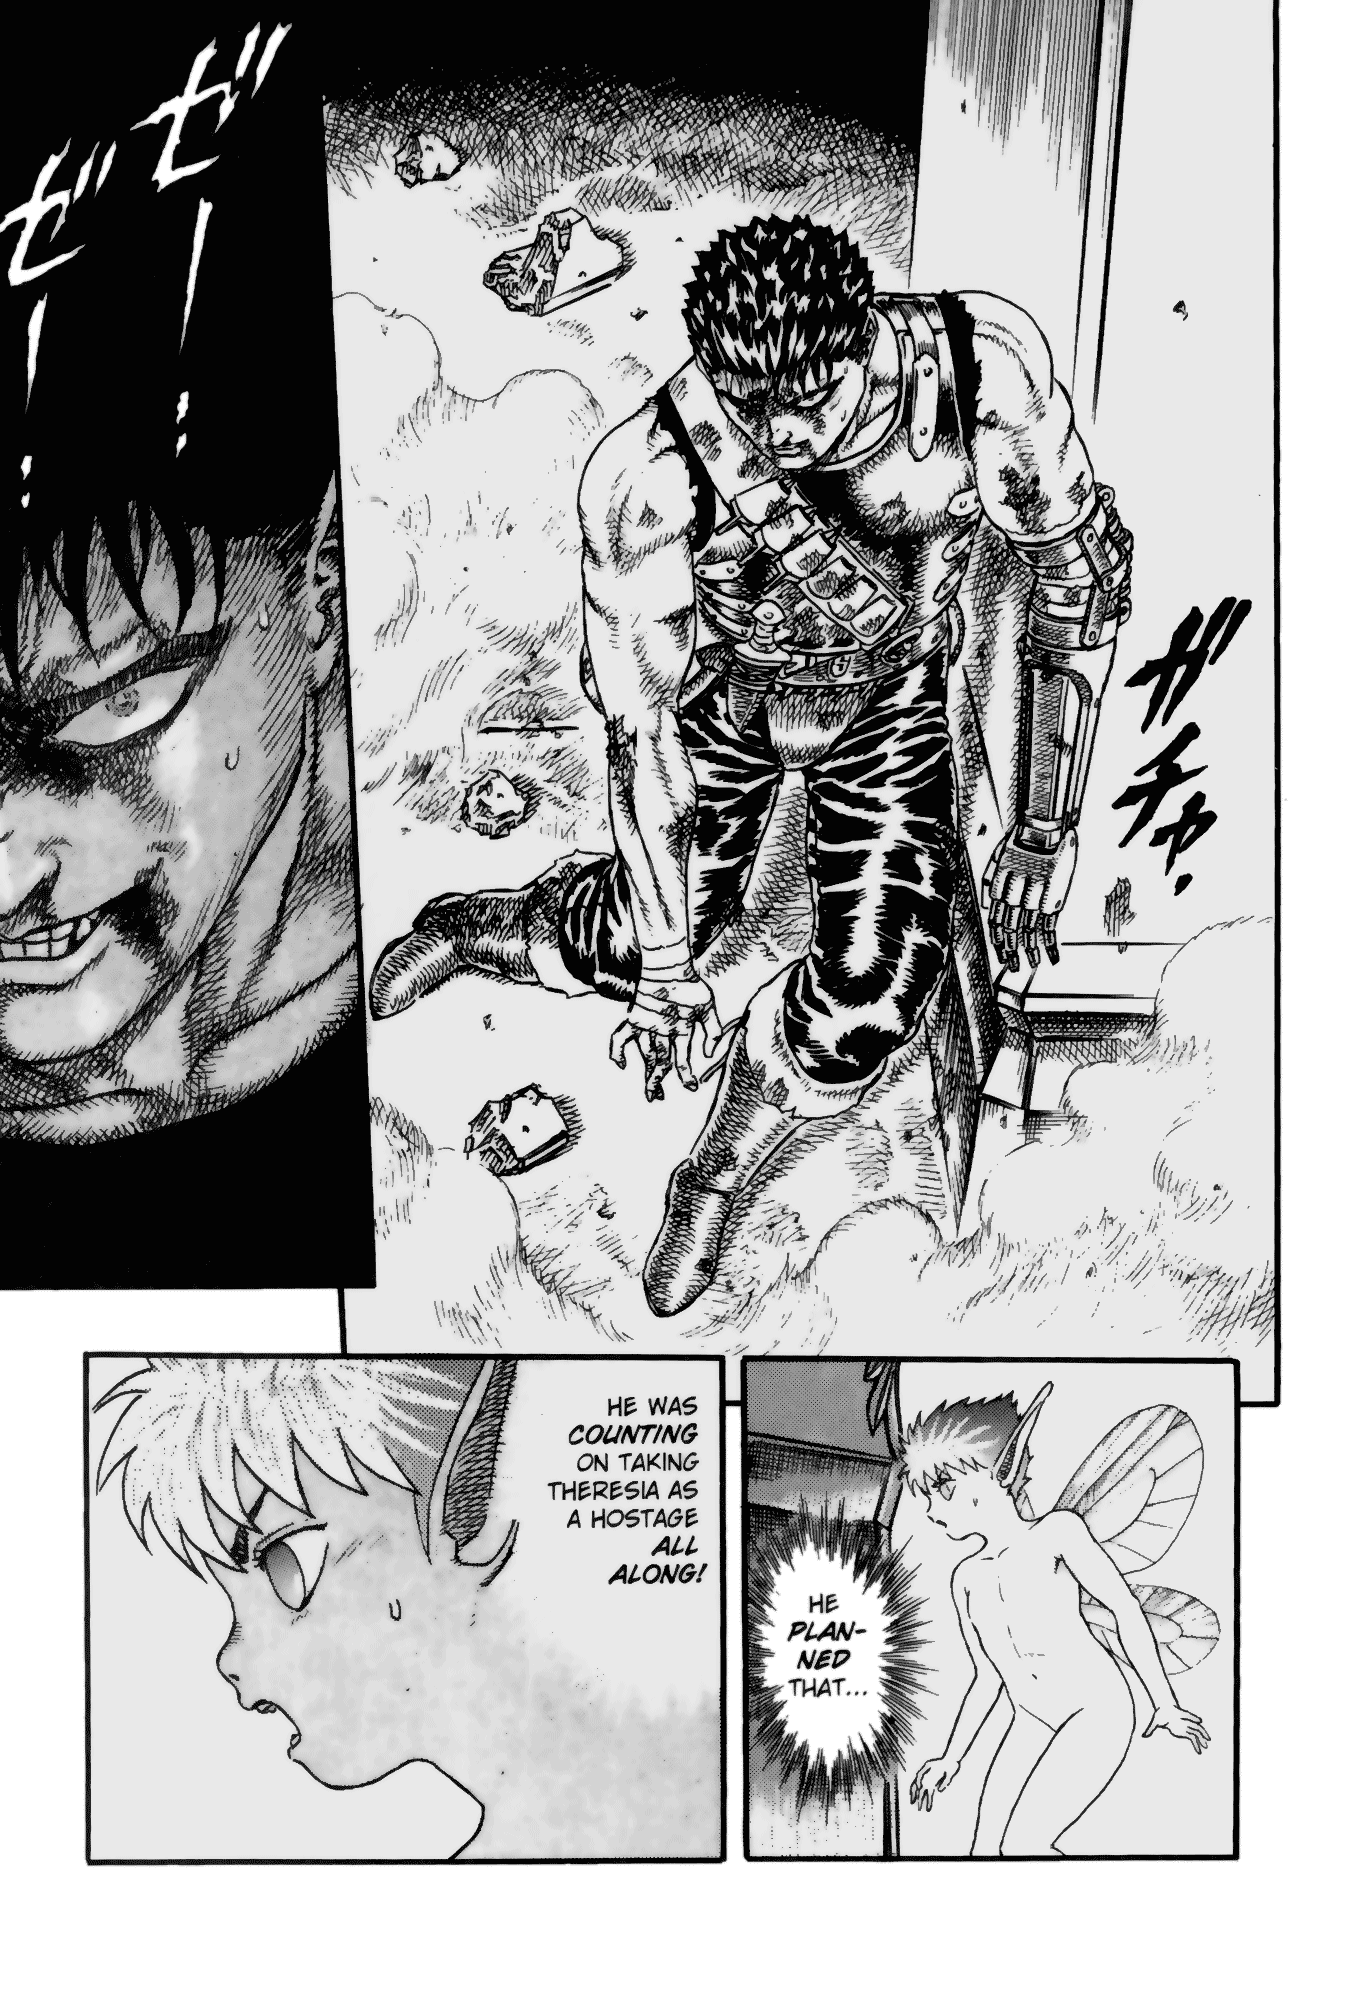 ガチャ.
ゼー…
ゼー…
HE
PLAN-
NED
THAT...
HE WAS
COUNTING
ON TAKING
THERESIA AS
A HOSTAGE
ALL
ALONG!